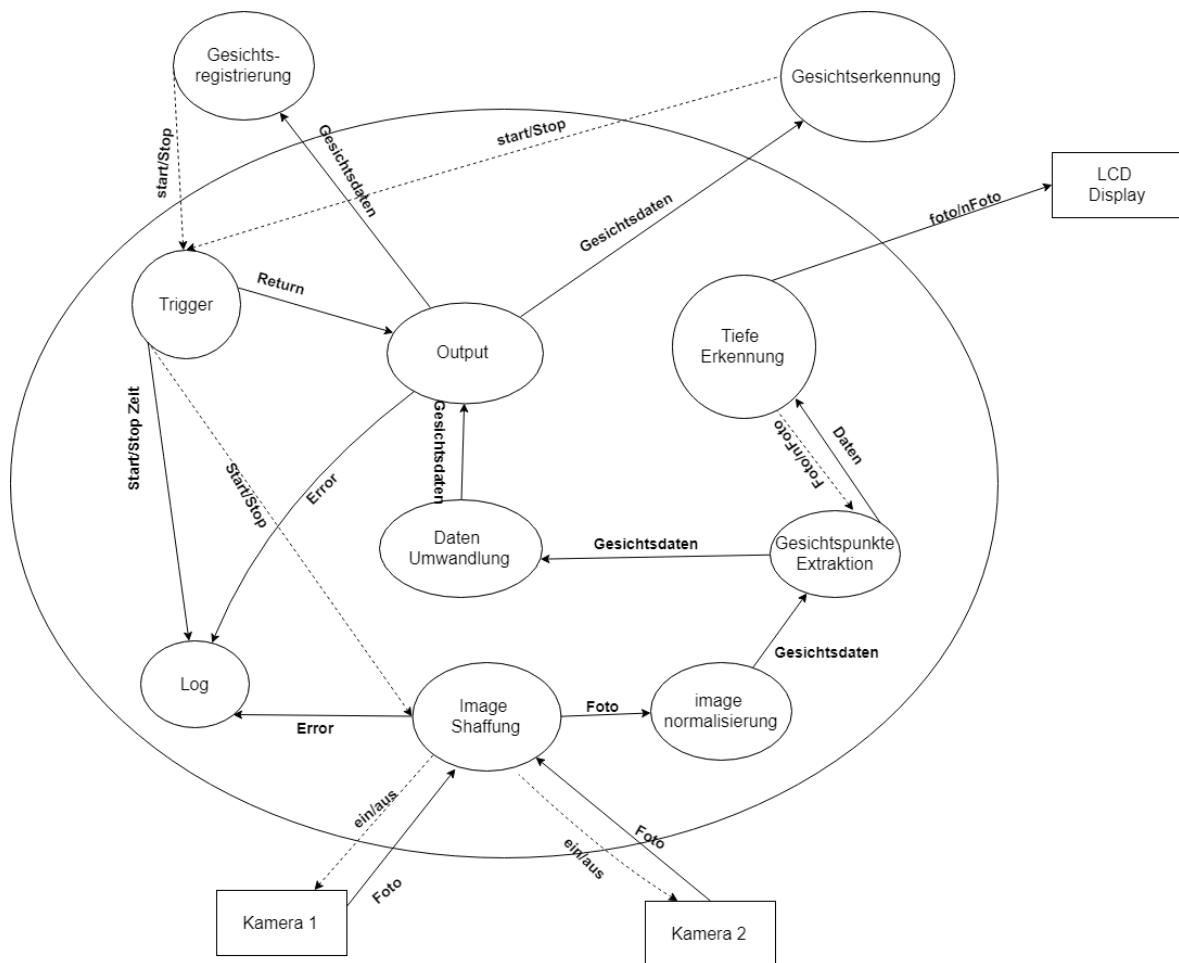 Gesichts-
registrierung
Gesichtserkennung
start/Stop
Gesichtsdaten
start/Stop
Gesichtsdaten
foto/nFoto
LCD
Display
Trigger
Return
Output
Tiefe
Erkennung
Start/Stop Zeit
Start/Stop
Error
Gesichtsdaten
Foto/nFoto
Daten
Daten
Umwandlung
Gesichtsdaten
Gesichtspunkte
Extraktion
Log
Error
Image
Shaffung
Foto
image
normalisierung
Gesichtsdaten
ein/aus
Foto
ein/aus
Foto
Kamera 1
Kamera 2